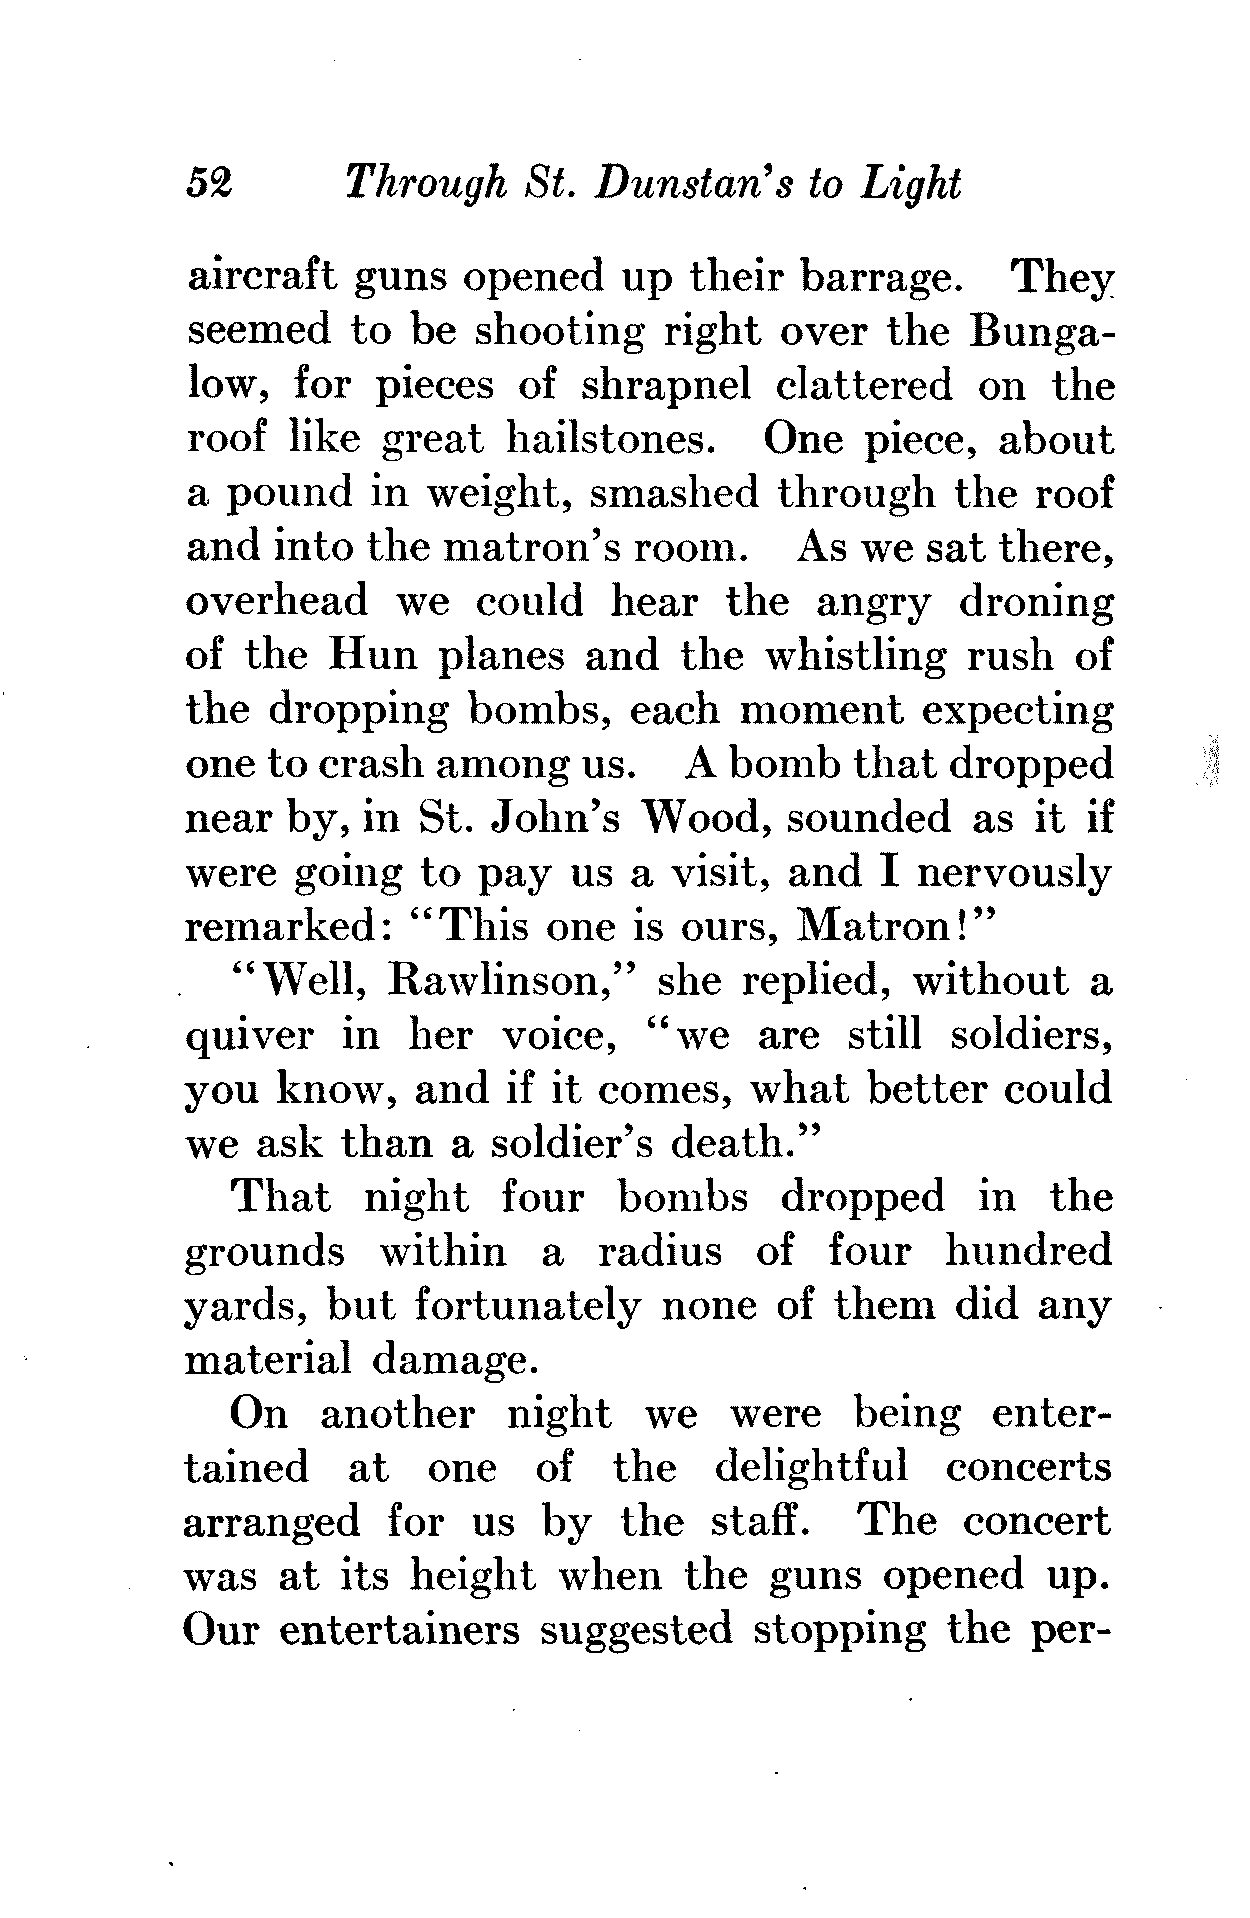 52 Through St. Dunstan's to Light
aircraft guns opened up their barrage. They
seemed to be shooting right over the Bunga-
low, for pieces of shrapnel clattered on the
roof like great hailstones. One piece, about
a pound in weight, smashed through the roof
and into the matron's room. As we sat there,
overhead we could hear the angry droning
of the Hun planes and the whistling rush of
the dropping bombs, each moment expecting
one to crash among us. A bomb that dropped
near by, in St. John's Wood, sounded as it if
were going to pay us a visit, and I nervously
remarked: "This one is ours, Matron!"
"Well, Rawlinson," she replied, without a
quiver in her voice, "we are still soldiers,
you know, and if it comes, what better could
we ask than a soldier's death."
That night four bombs dropped in the
grounds within a radius of four hundred
yards, but fortunately none of them did any
material damage.
On another night we were being enter-
tained at one of the delightful concerts
arranged for us by the staff. The concert
was at its height when the guns opened up.
Our entertainers suggested stopping the per-